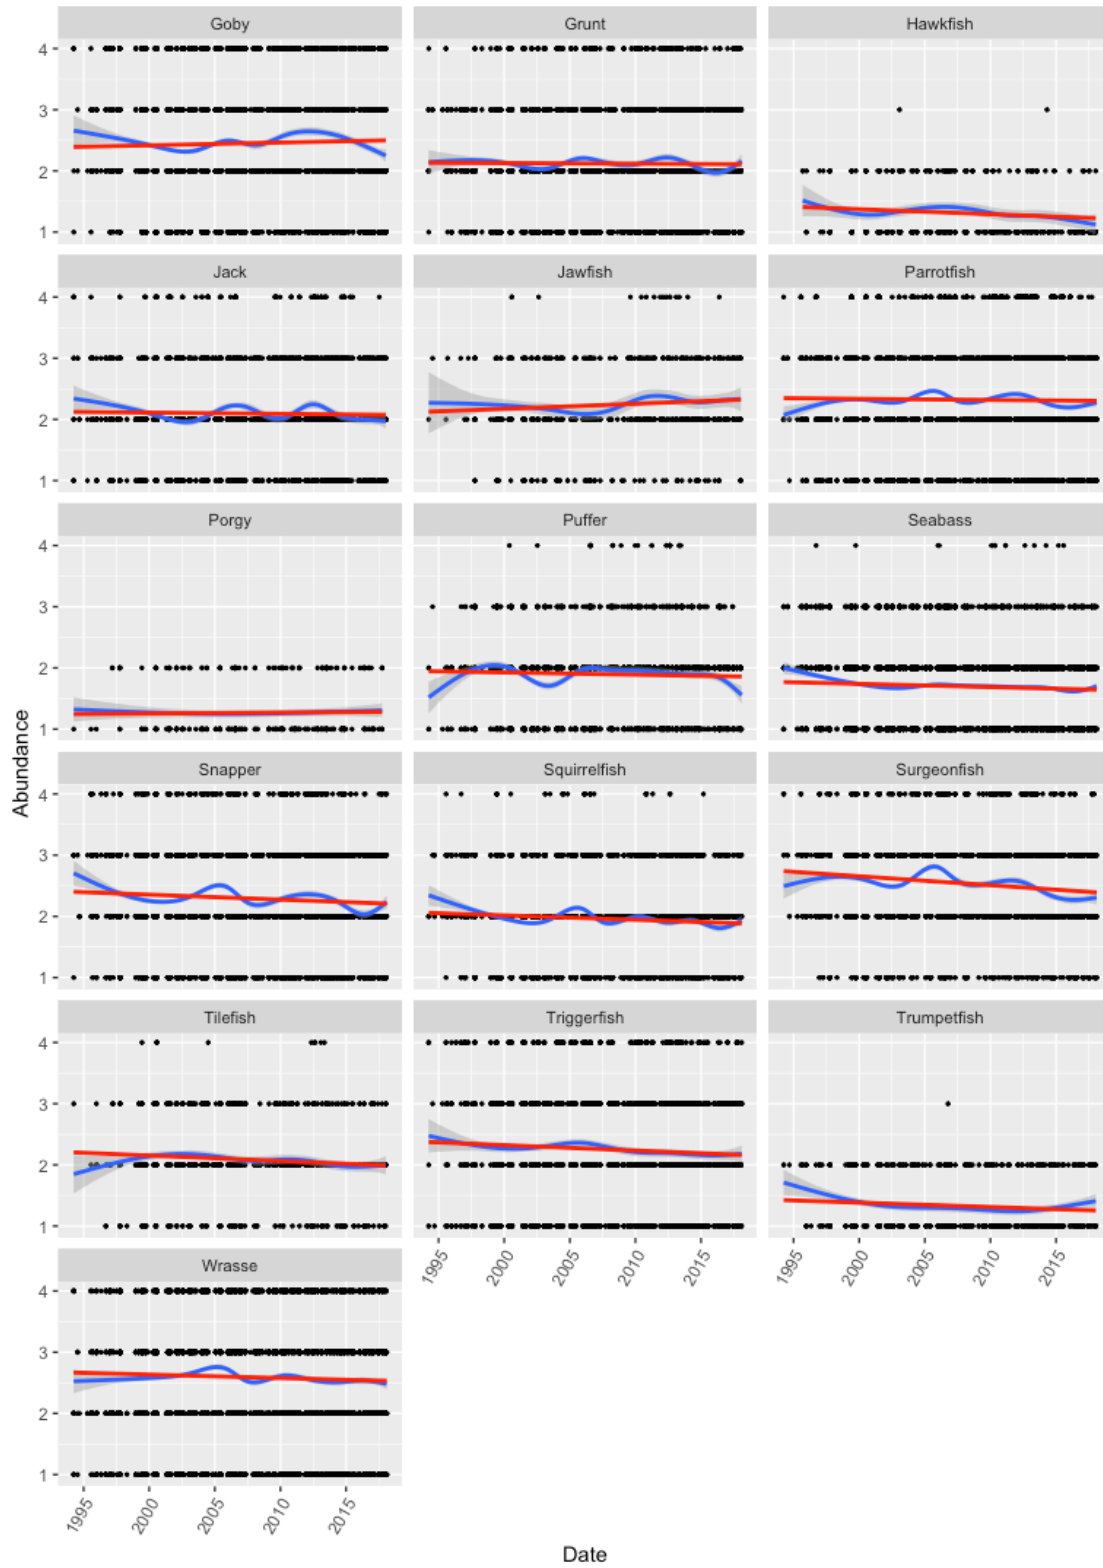 Goby Grunt Hawkfish
4
3
2
1
Jack Jawfish Parrotfish
4
3
2
1
Porgy Puffer Seabass
4
3
2
1
Abundance
Snapper Squirrelfish Surgeonfish
4
3
2
1
Tilefish Triggerfish Trumpetfish
4
3
2
1
1995 2000 2005 2010 2015 1995 2000 2005 2010 2015
Wrasse
4
3
2
1
1995 2000 2005 2010 2015
Date